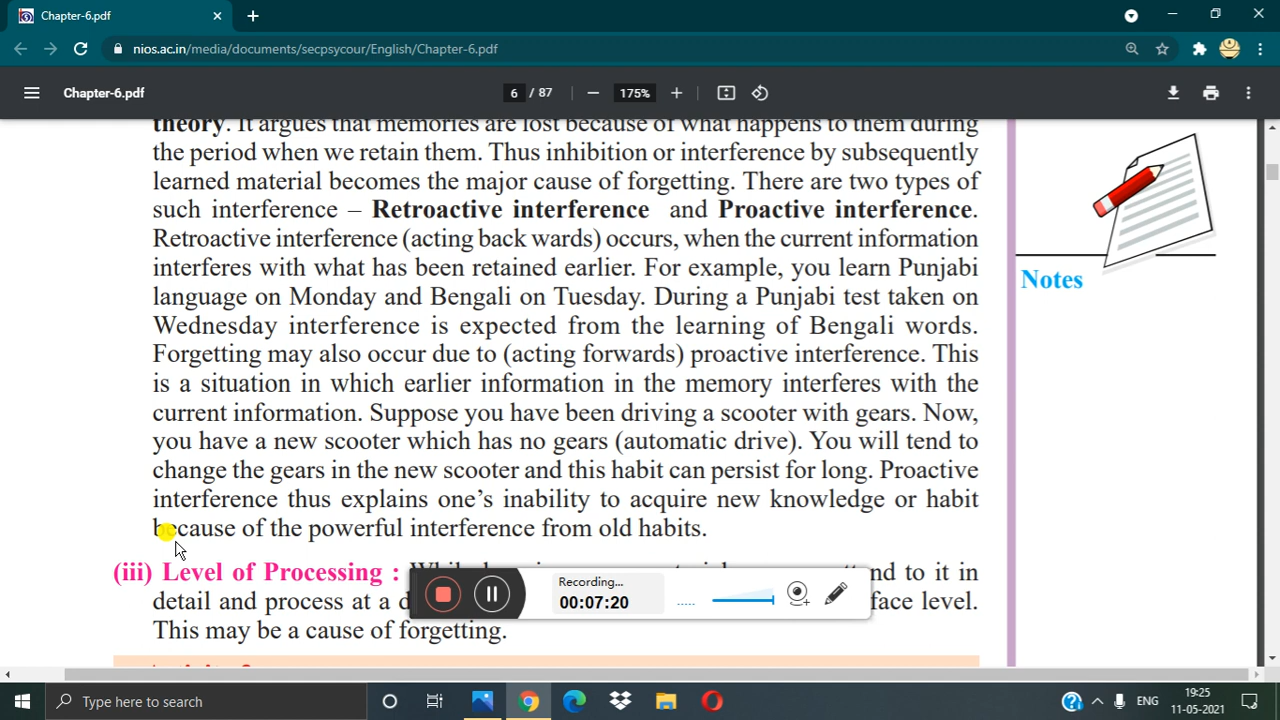 Chapter-6.pdf
nios.ac.in/media/documents/secpsycour/English/Chapter-6.pdf
Chapter-6.pdf
6 / 87
175%
theory. It argues that memories are lost because of what happens to them during
the period when we retain them. Thus inhibition or interference by subsequently
learned material becomes the major cause of forgetting. There are two types of
such interference – Retroactive interference and Proactive interference.
Retroactive interference (acting back wards) occurs, when the current information
interferes with what has been retained earlier. For example, you learn Punjabi
language on Monday and Bengali on Tuesday. During a Punjabi test taken on
Wednesday interference is expected from the learning of Bengali words.
Forgetting may also occur due to (acting forwards) proactive interference. This
is a situation in which earlier information in the memory interferes with the
current information. Suppose you have been driving a scooter with gears. Now,
you have a new scooter which has no gears (automatic drive). You will tend to
change the gears in the new scooter and this habit can persist for long. Proactive
interference thus explains one's inability to acquire new knowledge or habit
because of the powerful interference from old habits.
Notes
(iii) Level of Processing : to it in
detail and process at a level.
This may be a cause of forgetting.
Recording...
00:07:20
Type here to search
ENG
19:25
11-05-2021